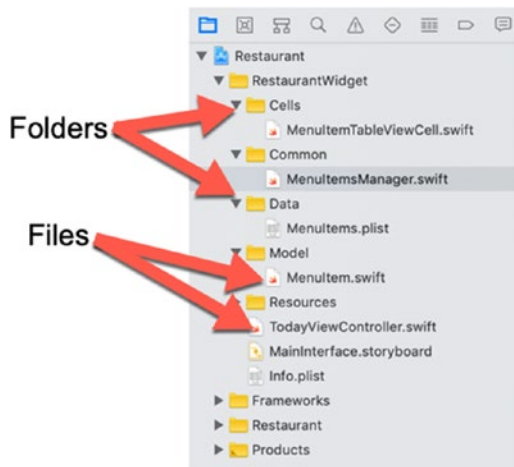 Restaurant
RestaurantWidget
Cells
Folders
MenuItemTableViewCell.swift
Common
MenuItemsManager.swift
Data
Files
MenuItems.plist
Model
MenuItem.swift
Resources
TodayViewController.swift
MainInterface.storyboard
Info.plist
Frameworks
Restaurant
Products